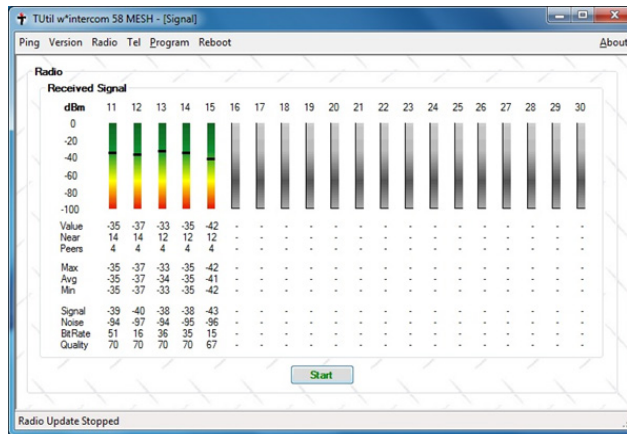 TUtil w*intercom 58 MESH - [Signal]
Ping Version Radio Tel Program Reboot About
Radio
Received Signal
dBm 11 12 13 14 15 16 17 18 19 20 21 22 23 24 25 26 27 28 29 30
0
-20
-40
-60
-80
-100
Value -35 -37 -33 -35 -42 - - - - - - - - - - - - - - -
Near 14 14 12 12 12 - - - - - - - - - - - - - - -
Peers 4 4 4 4 4 - - - - - - - - - - - - - - -
Max -35 -37 -33 -35 -42 - - - - - - - - - - - - - - -
Avg -35 -37 -34 -35 -41 - - - - - - - - - - - - - - -
Min -35 -37 -33 -35 -42 - - - - - - - - - - - - - - -
Signal -39 -40 -38 -38 -43 - - - - - - - - - - - - - - -
Noise -94 -97 -94 -95 -96 - - - - - - - - - - - - - - -
BitRate 51 16 36 35 15 - - - - - - - - - - - - - - -
Quality 70 70 70 70 67 - - - - - - - - - - - - - - -
Start
Radio Update Stopped